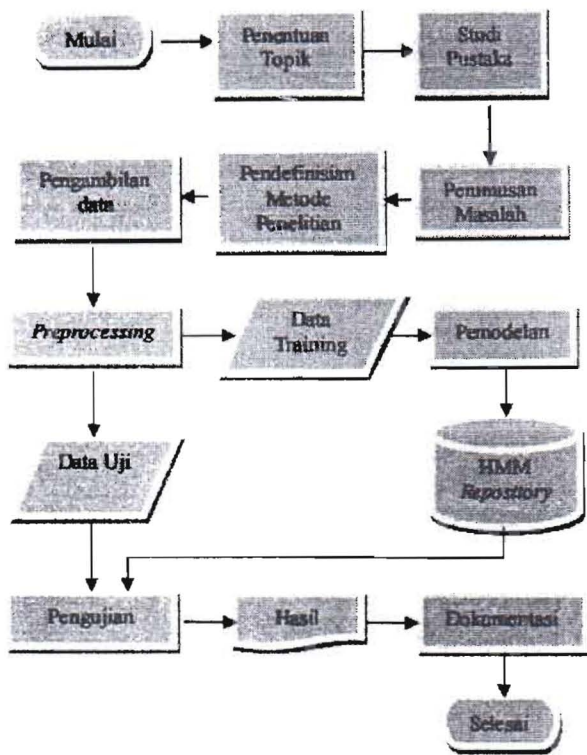 Mulai
Penentuan
Topik
Studi
Pustaka
Perumusan
Masalah
Pendefinisian
Metode
Penelitian
Pengambilan
data
Preprocessing
Data
Training
Pemodelan
Data Uji
HMM
Repository
Pengujian
Hasil
Dokumentasi
Selesai